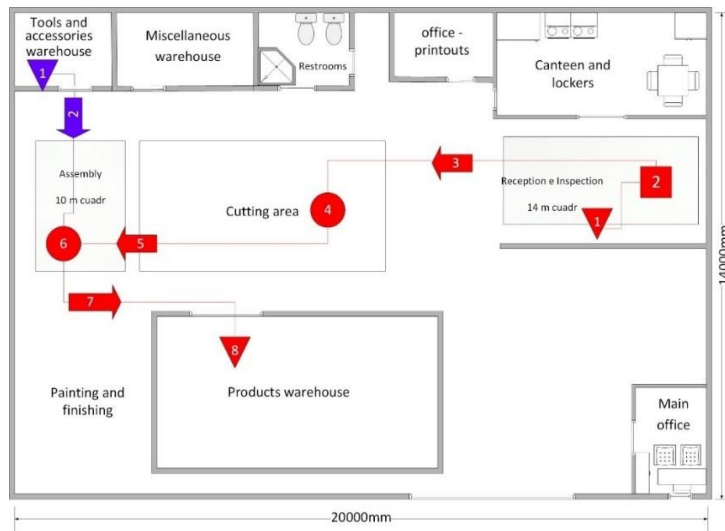 Tools and
accessories
warehouse
Miscellaneous
warehouse
Restrooms
office -
printouts
Canteen and
lockers
1
2
3
Assembly
10 m cuadr
Cutting area
4
Reception e Inspection
14 m cuadr
2
1
6
5
7
8
Painting and
finishing
Products warehouse
Main
office
14000mm
20000mm